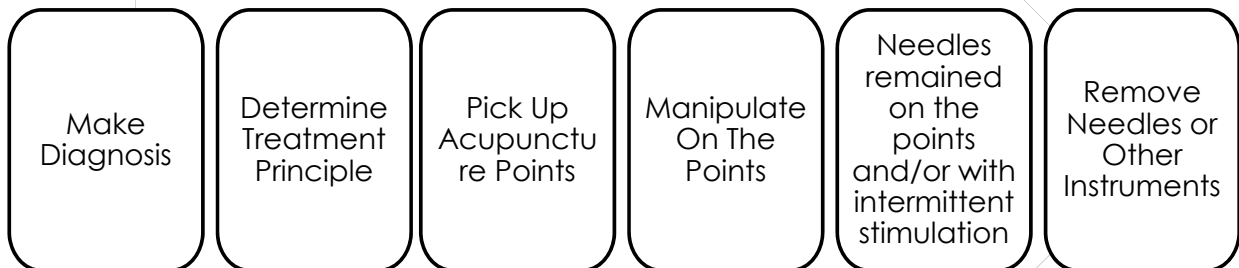 Make
Diagnosis
Determine
Treatment
Principle
Pick Up
Acupunctu
re Points
Manipulate
On The
Points
Needles
remained
on the
points
and/or with
intermittent
stimulation
Remove
Needles or
Other
Instruments